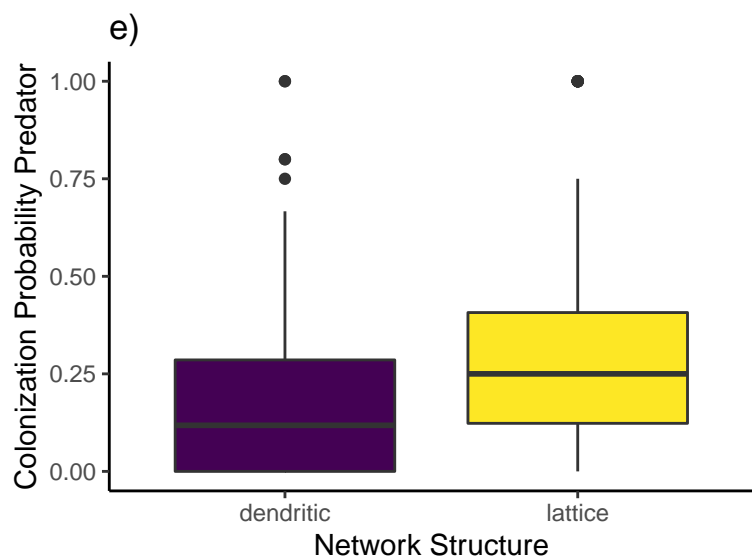 e)
Colonization Probability Predator
1.00
0.75
0.50
0.25
0.00
dendritic
lattice
Network Structure